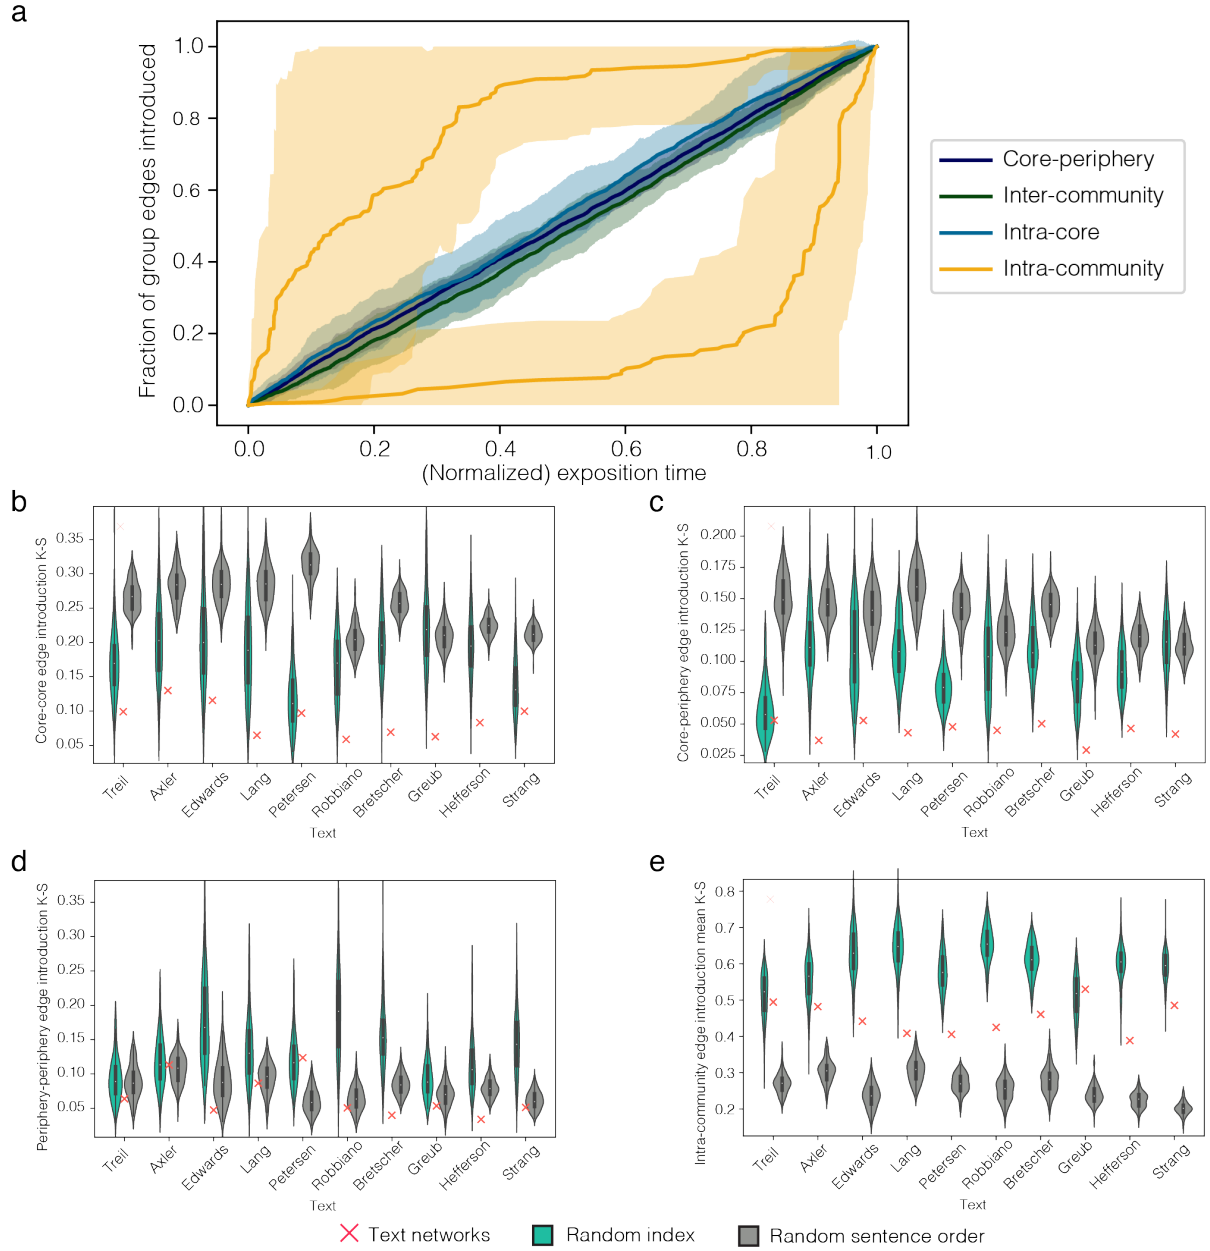 a
Fraction of group edges introduced
1.0
0.8
0.6
0.4
0.2
0.0
0.0 0.2 0.4 0.6 0.8 1.0
(Normalized) exposition time
Core-periphery
Inter-community
Intra-core
Intra-community
b
Core-core edge introduction K-S
0.35
0.30
0.25
0.20
0.15
0.10
0.05
Treil Axler Edwards Lang Petersen Robbiano Bretscher Greub Hefferson Strang
Text
c
Core-periphery edge introduction K-S
0.200
0.175
0.150
0.125
0.100
0.075
0.050
0.025
Treil Axler Edwards Lang Petersen Robbiano Bretscher Greub Hefferson Strang
Text
d
Periphery-periphery edge introduction K-S
0.35
0.30
0.25
0.20
0.15
0.10
0.05
Treil Axler Edwards Lang Petersen Robbiano Bretscher Greub Hefferson Strang
Text
e
Intra-community edge introduction mean K-S
0.8
0.7
0.6
0.5
0.4
0.3
0.2
Treil Axler Edwards Lang Petersen Robbiano Bretscher Greub Hefferson Strang
Text
Text networks Random index Random sentence order